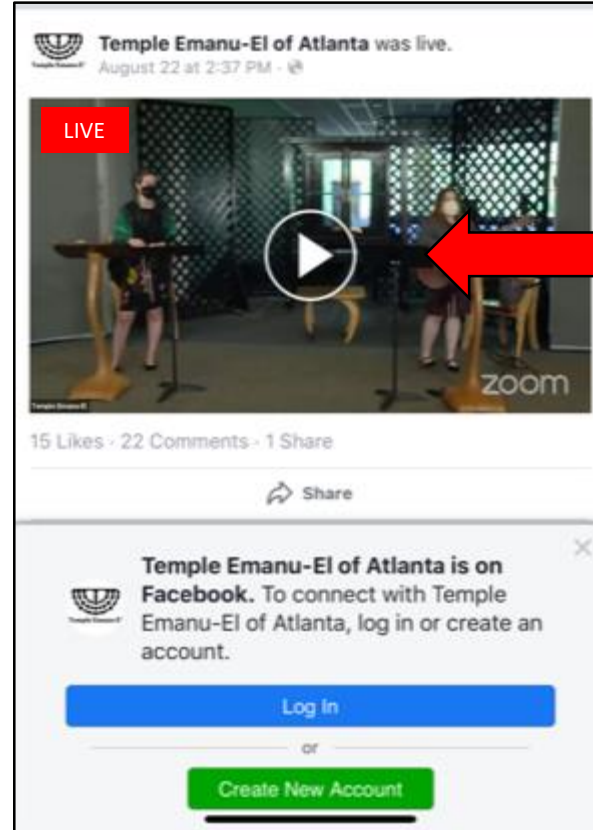 Temple Emanu-El of Atlanta was live.
August 22 at 2:37 PM ·
LIVE
zoom
15 Likes · 22 Comments · 1 Share
Share
Temple Emanu-El of Atlanta is on
Facebook. To connect with Temple
Emanu-El of Atlanta, log in or create an
account.
Log In
or
Create New Account